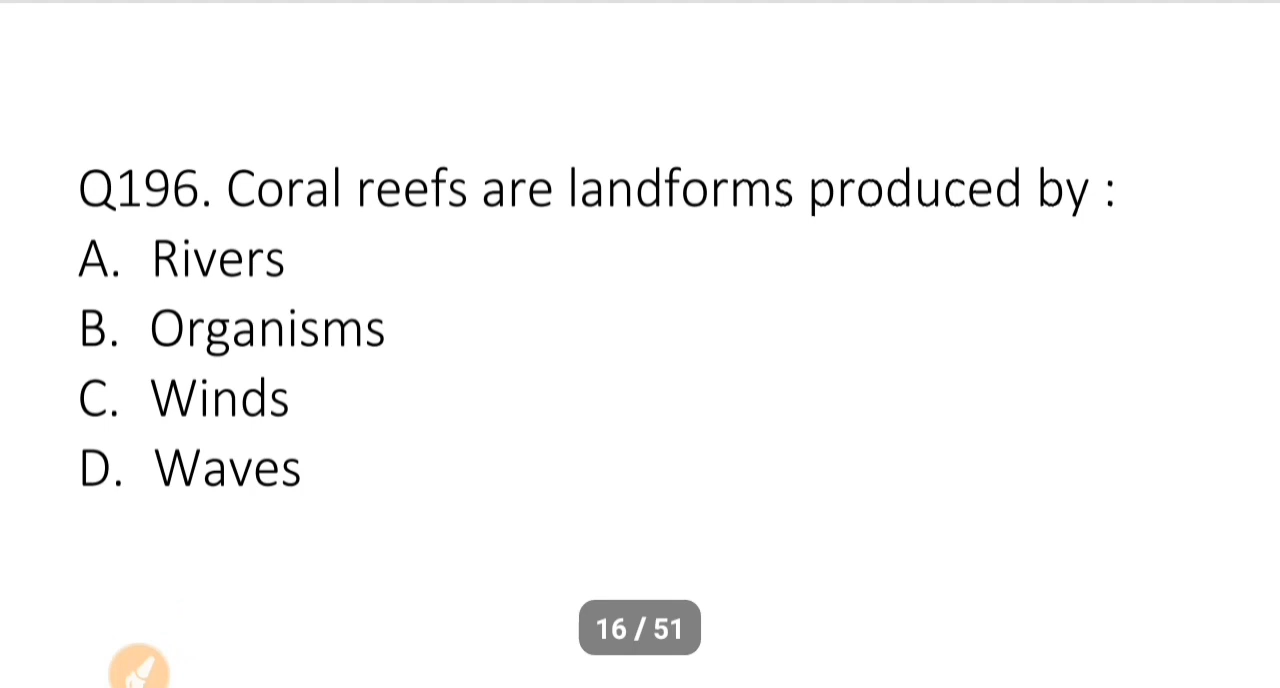 Q196. Coral reefs are landforms produced by :
A. Rivers
B. Organisms
C. Winds
D. Waves
16 / 51